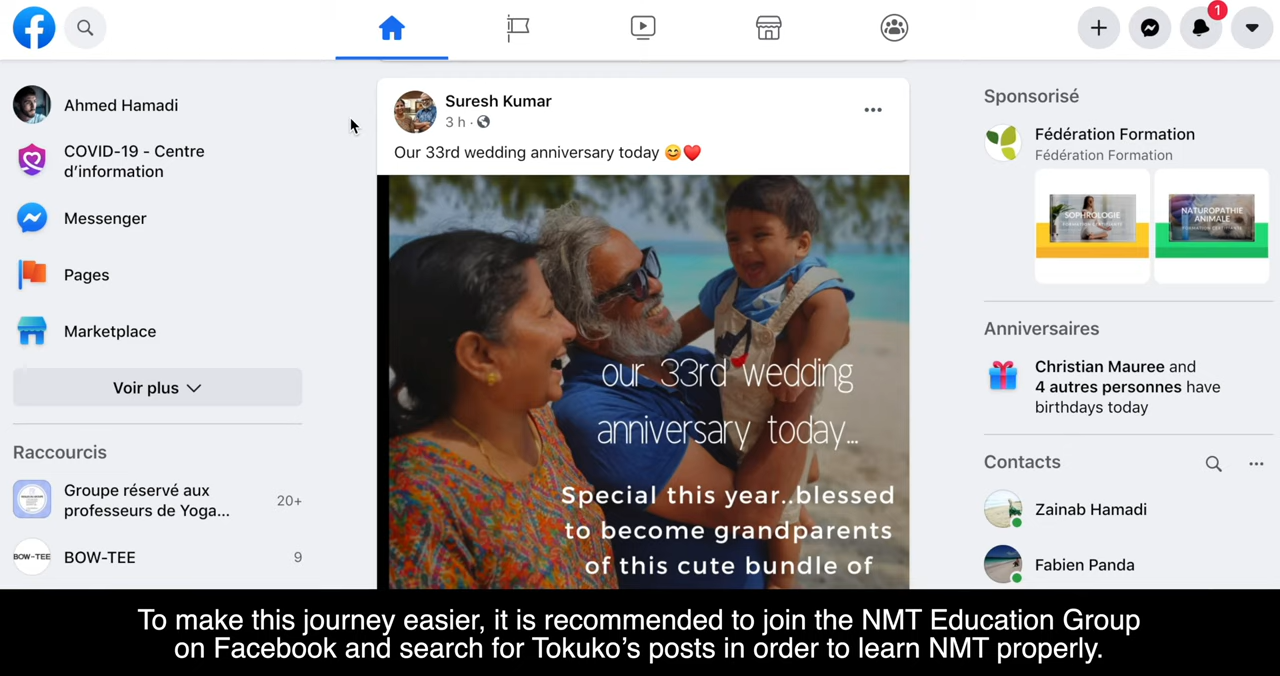 1
Ahmed Hamadi
COVID-19 - Centre
d'information
Messenger
Pages
Marketplace
Voir plus
Raccourcis
Groupe réservé aux
professeurs de Yoga...
20+
BOW-TEE
BOW-TEE
9
Suresh Kumar
3 h ·
Our 33rd wedding anniversary today 😊❤️
our 33rd wedding
anniversary today...
Special this year..blessed
to become grandparents
of this cute bundle of
Sponsorisé
Fédération Formation
Fédération Formation
SOPHROLOGIE
NATUROPATHIE
ANIMALE
Anniversaires
Christian Mauree and
4 autres personnes have
birthdays today
Contacts
Zainab Hamadi
Fabien Panda
To make this journey easier, it is recommended to join the NMT Education Group
on Facebook and search for Tokuko's posts in order to learn NMT properly.